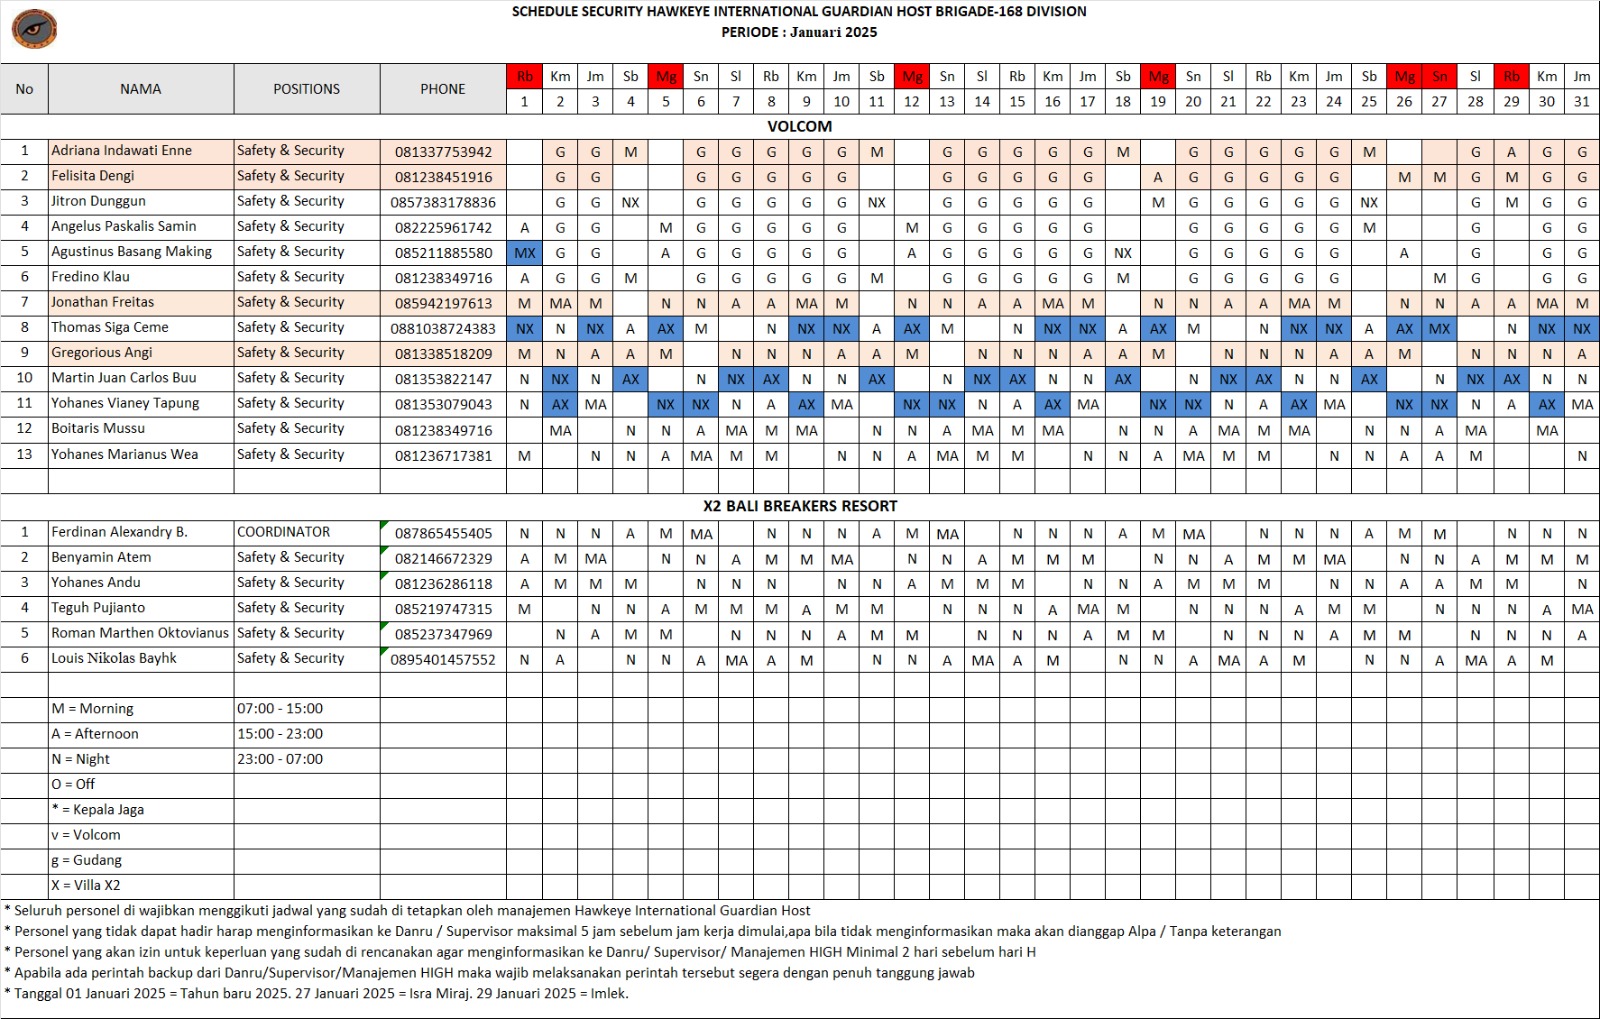 SCHEDULE SECURITY HAWKEYE INTERNATIONAL GUARDIAN HOST BRIGADE-168 DIVISION
PERIODE : Januari 2025
No NAMA POSITIONS PHONE Rb Km Jm Sb Mg Sn Sl Rb Km Jm Sb Mg Sn Sl Rb Km Jm Sb Mg Sn Sl Rb Km Jm Sb Mg Sn Sl Rb Km Jm
1 2 3 4 5 6 7 8 9 10 11 12 13 14 15 16 17 18 19 20 21 22 23 24 25 26 27 28 29 30 31
VOLCOM
1 Adriana Indawati Enne Safety & Security 081337753942 G G M G G G G G M G G G G G M G G G G G M G A G G
2 Felisita Dengi Safety & Security 081238451916 G G G G G G G G G G G G A G G G G G M M G M G G
3 Jitron Dunggun Safety & Security 0857383178836 G G NX G G G G G NX G G G G G M G G G G G NX G M G G
4 Angelus Paskalis Samin Safety & Security 082225961742 A G G M G G G G G M G G G G G G G G G G M G G G
5 Agustinus Basang Making Safety & Security 085211885580 MX G G A G G G G G A G G G G G NX G G G G G A G G G
6 Fredino Klau Safety & Security 081238349716 A G G M G G G G G M G G G G G M G G G G G M G G G
7 Jonathan Freitas Safety & Security 085942197613 M MA M N N A A MA M N N A A MA M N N A A MA M N N A A MA M
8 Thomas Siga Ceme Safety & Security 0881038724383 NX N NX A AX M N NX NX A AX M N NX NX A AX M N NX NX A AX MX N NX NX
9 Gregorious Angi Safety & Security 081338518209 M N A A M N N N A A M N N N A A M N N N A A M N N N A
10 Martin Juan Carlos Buu Safety & Security 081353822147 N NX N AX N NX AX N N AX N NX AX N N AX N NX AX N N AX N NX AX N N
11 Yohanes Vianey Tapung Safety & Security 081353079043 N AX MA NX NX N A AX MA NX NX N A AX MA NX NX N A AX MA NX NX N A AX MA
12 Boitaris Mussu Safety & Security 081238349716 MA N N A MA M MA N N A MA M MA N N A MA M MA N N A MA MA
13 Yohanes Marianus Wea Safety & Security 081236717381 M N N A MA M M N N A MA M M N N A MA M M N N A A M N
X2 BALI BREAKERS RESORT
1 Ferdinan Alexandry B. COORDINATOR 087865455405 N N N A M MA N N N A M MA N N N A M MA N N N A M M N N N
2 Benyamin Atem Safety & Security 082146672329 A M MA N N A M M MA N N A M M M N N A M M MA N N A M M M
3 Yohanes Andu Safety & Security 081236286118 A M M M N N N N N A M M M N N A M M M N N A A M M N
4 Teguh Pujianto Safety & Security 085219747315 M N N A M M M A M M N N N A MA M N N N A M M N N N A MA
5 Roman Marthen Oktovianus Safety & Security 085237347969 N A M M N N N A M M N N N A M M N N N A M M N N N A
6 Louis Nikolas Bayhk Safety & Security 0895401457552 N A N N A MA A M N N A MA A M N N A MA A M N N A MA A M
M = Morning 07:00 - 15:00
A = Afternoon 15:00 - 23:00
N = Night 23:00 - 07:00
O = Off
* = Kepala Jaga
v = Volcom
g = Gudang
X = Villa X2
* Seluruh personel di wajibkan menggikuti jadwal yang sudah di tetapkan oleh manajemen Hawkeye International Guardian Host
* Personel yang tidak dapat hadir harap menginformasikan ke Danru / Supervisor maksimal 5 jam sebelum jam kerja dimulai,apa bila tidak menginformasikan maka akan dianggap Alpa / Tanpa keterangan
* Personel yang akan izin untuk keperluan yang sudah di rencanakan agar menginformasikan ke Danru/ Supervisor/ Manajemen HIGH Minimal 2 hari sebelum hari H
* Apabila ada perintah backup dari Danru/Supervisor/Manajemen HIGH maka wajib melaksanakan perintah tersebut segera dengan penuh tanggung jawab
* Tanggal 01 Januari 2025 = Tahun baru 2025. 27 Januari 2025 = Isra Miraj. 29 Januari 2025 = Imlek.